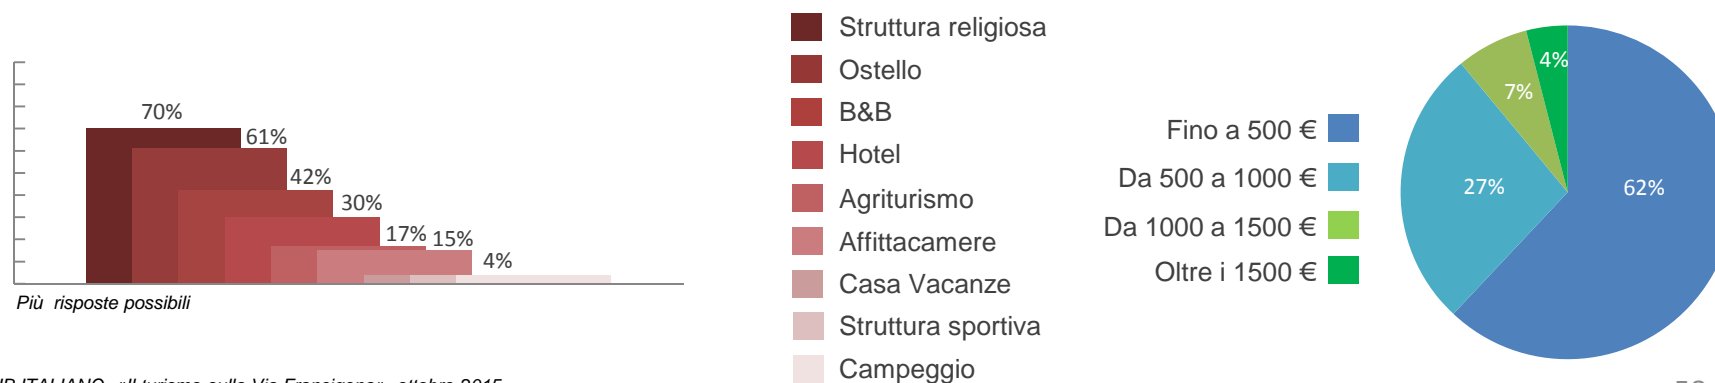 70%
61%
42%
30%
17%
15%
4%
Più risposte possibili
Struttura religiosa
Ostello
B&B
Hotel
Agriturismo
Affittacamere
Casa Vacanze
Struttura sportiva
Campeggio
Fino a 500 €
Da 500 a 1000 €
Da 1000 a 1500 €
Oltre i 1500 €
4%
7%
27%
62%
ITALIANO